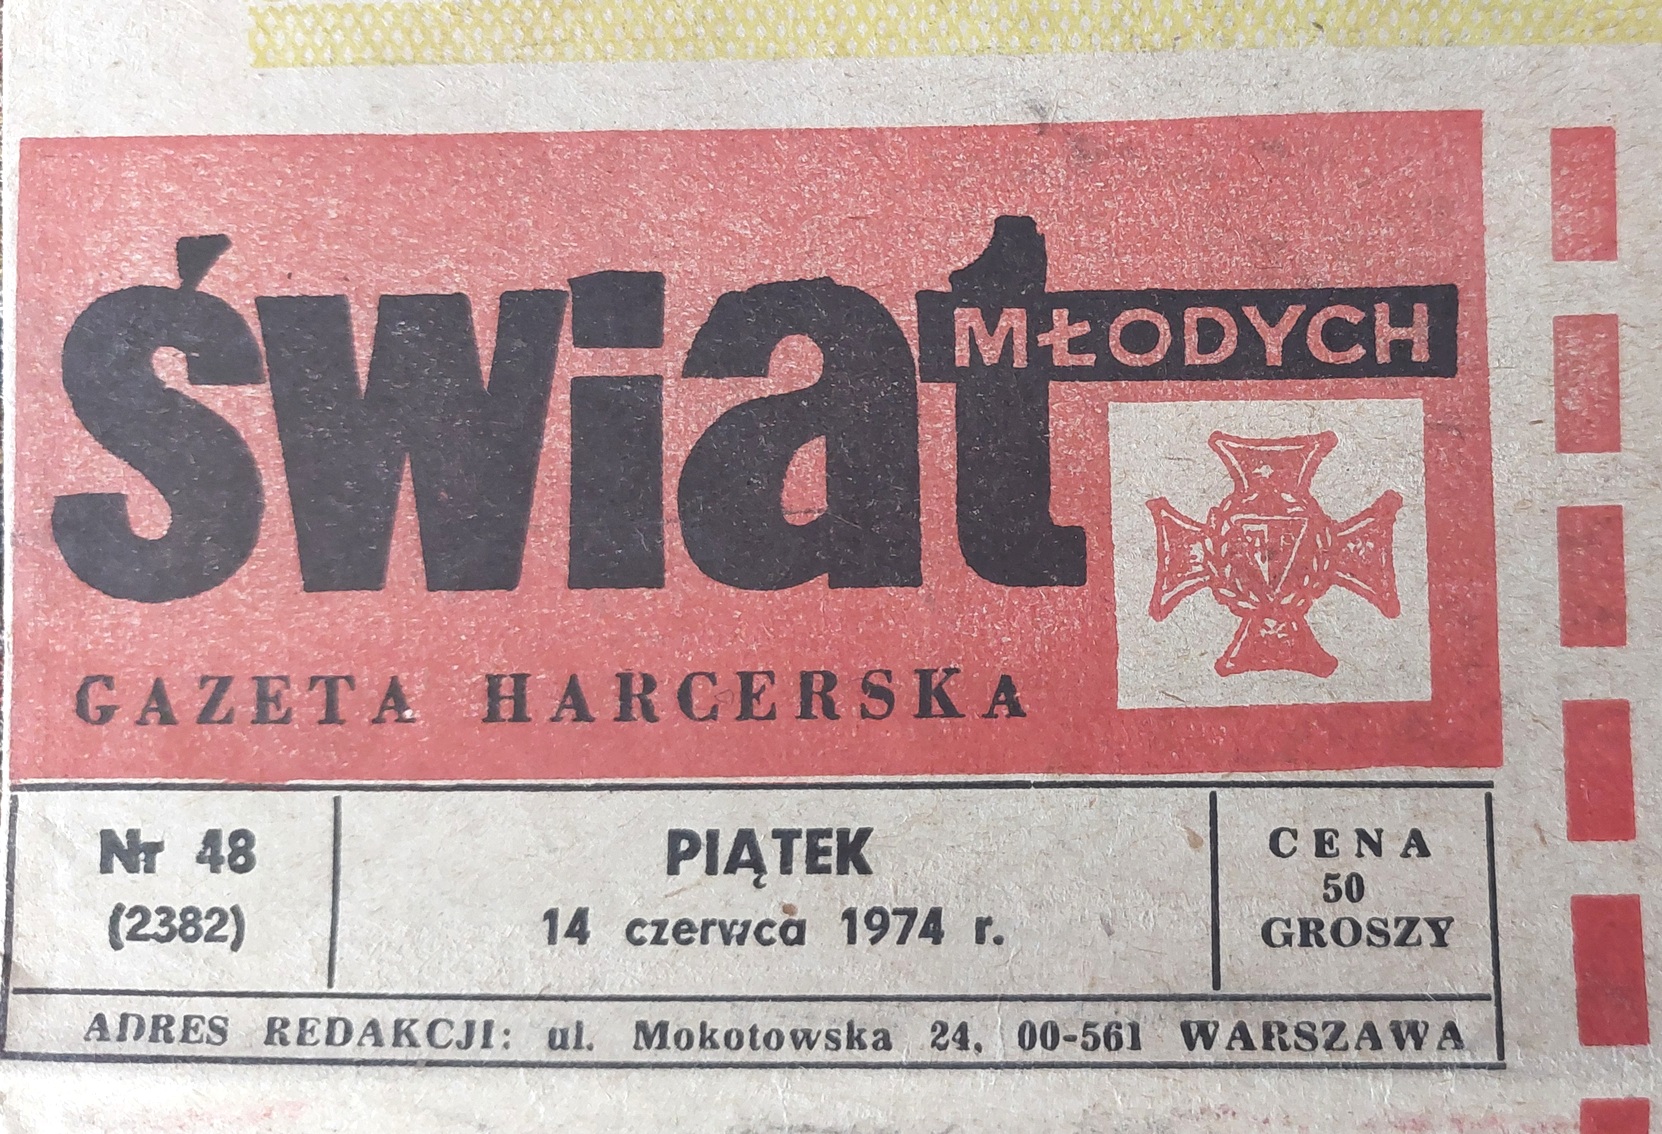 świat
MŁODYCH
GAZETA HARCERSKA
Nr 48
(2382)
PIĄTEK
14 czerwca 1974 r.
CENA
50
GROSZY
ADRES REDAKCJI: ul. Mokotowska 24, 00-561 WARSZAWA